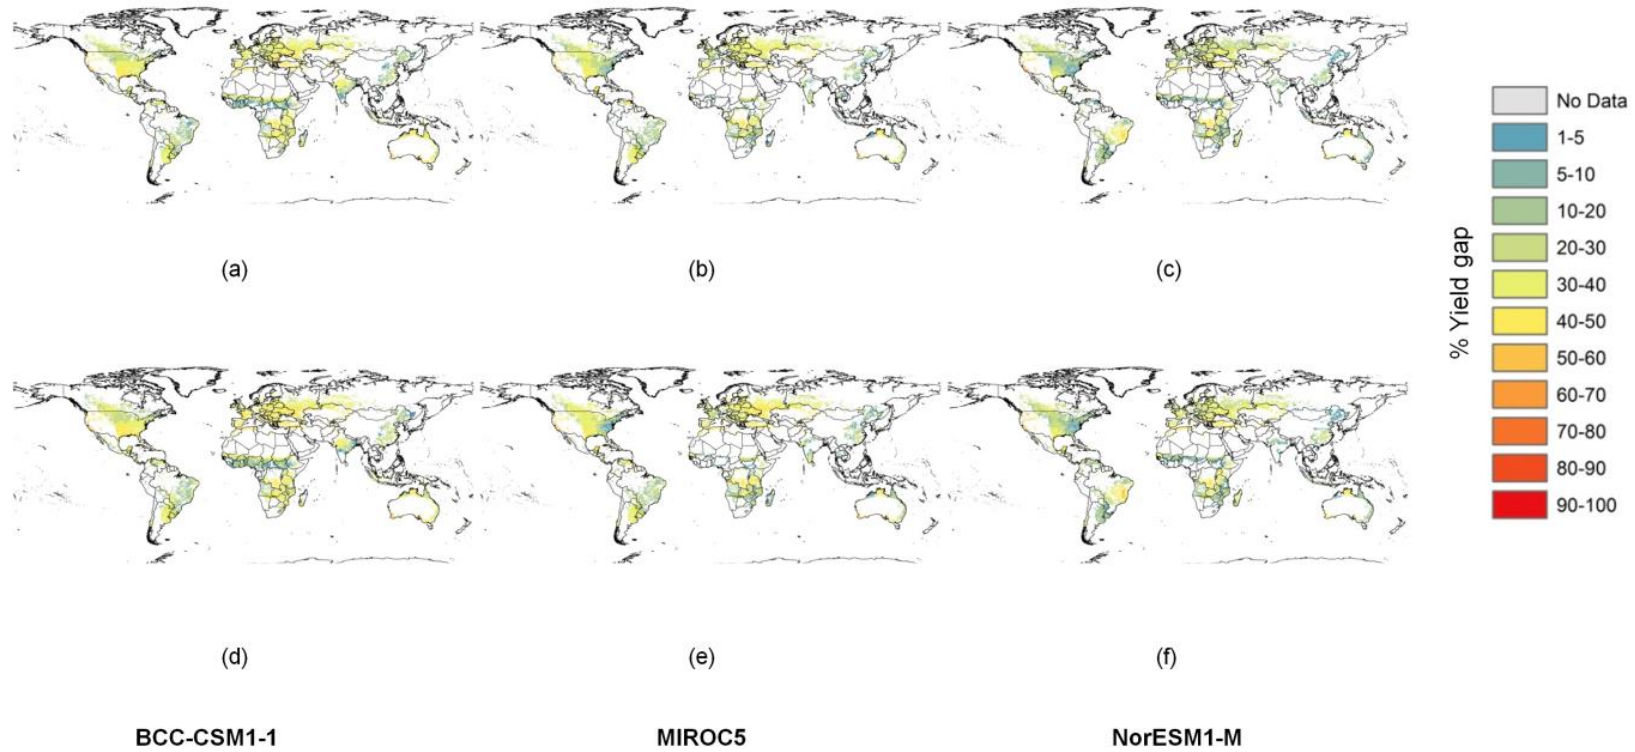 (a)
(b)
(c)
(d)
(e)
(f)
BCC-CSM1-1
MIROC5
NorESM1-M
% Yield gap
No Data
1-5
5-10
10-20
20-30
30-40
40-50
50-60
60-70
70-80
80-90
90-100